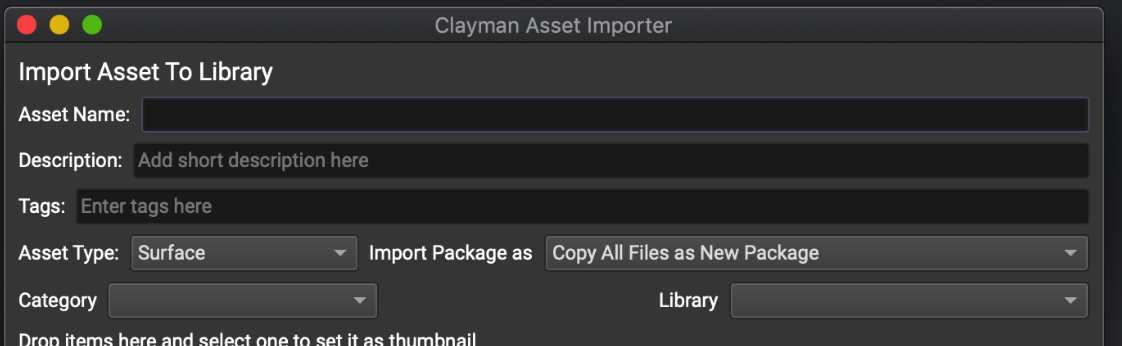 Clayman Asset Importer
Import Asset To Library
Asset Name:
Description: Add short description here
Tags: Enter tags here
Asset Type: Surface Import Package as Copy All Files as New Package
Category Library
Drop items here and select one to set it as thumbnail